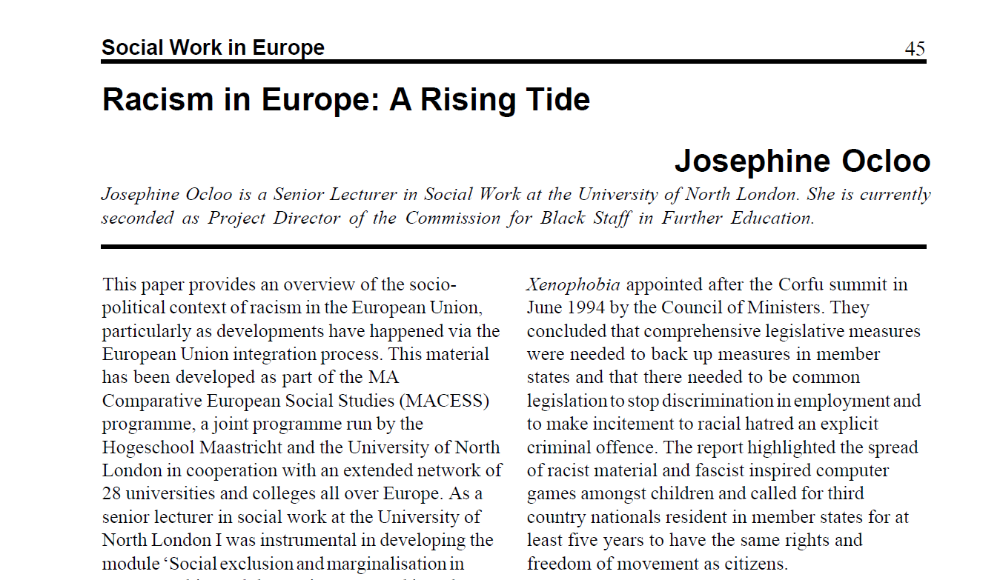 Social Work in Europe 45
Racism in Europe: A Rising Tide
Josephine Ocloo
Josephine Ocloo is a Senior Lecturer in Social Work at the University of North London. She is currently
seconded as Project Director of the Commission for Black Staff in Further Education.
This paper provides an overview of the socio-
political context of racism in the European Union,
particularly as developments have happened via the
European Union integration process. This material
has been developed as part of the MA
Comparative European Social Studies (MACESS)
programme, a joint programme run by the
Hogeschool Maastricht and the University of North
London in cooperation with an extended network of
28 universities and colleges all over Europe. As a
senior lecturer in social work at the University of
North London I was instrumental in developing the
module ‘Social exclusion and marginalisation in
Xenophobia appointed after the Corfu summit in
June 1994 by the Council of Ministers. They
concluded that comprehensive legislative measures
were needed to back up measures in member
states and that there needed to be common
legislation to stop discrimination in employment and
to make incitement to racial hatred an explicit
criminal offence. The report highlighted the spread
of racist material and fascist inspired computer
games amongst children and called for third
country nationals resident in member states for at
least five years to have the same rights and
freedom of movement as citizens.